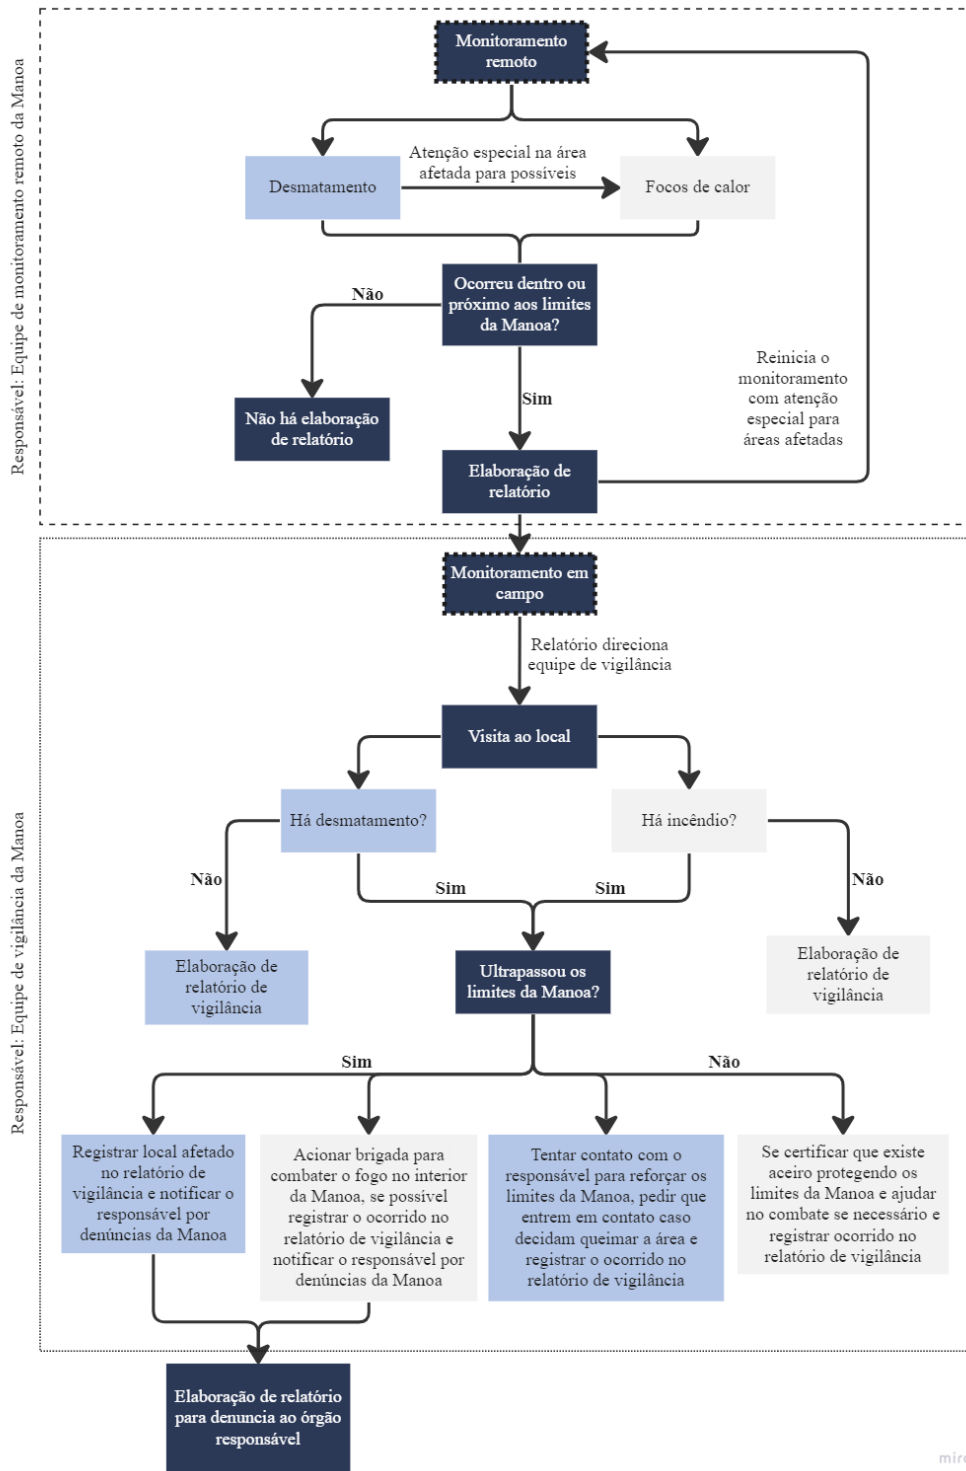 Monitoramento
remoto
Responsável: Equipe de monitoramento remoto da Manoa
Desmatamento
Atenção especial na área
afetada para possíveis
Focos de calor
Ocorreu dentro ou
próximo aos limites
da Manoa?
Não
Não há elaboração
de relatório
Sim
Reinicia o
monitoramento
com atenção
especial para
áreas afetadas
Elaboração de
relatório
Monitoramento em
campo
Responsável: Equipe de vigilância da Manoa
Relatório direciona
equipe de vigilância
Visita ao local
Há desmatamento?
Há incêndio?
Não
Sim
Sim
Não
Elaboração de
relatório de
vigilância
Ultrapassou os
limites da Manoa?
Elaboração de
relatório de
vigilância
Sim
Não
Registrar local afetado
no relatório de
vigilância e notificar o
responsável por
denúncias da Manoa
Acionar brigada para
combater o fogo no interior
da Manoa, se possível
registrar o ocorrido no
relatório de vigilância e
notificar o responsável por
denúncias da Manoa
Tentar contato com o
responsável para reforçar os
limites da Manoa, pedir que
entrem em contato caso
decidam queimar a área e
registrar o ocorrido no
relatório de vigilância
Se certificar que existe
aceiro protegendo os
limites da Manoa e ajudar
no combate se necessário e
registrar ocorrido no
relatório de vigilância
Elaboração de relatório
para denuncia ao órgão
responsável